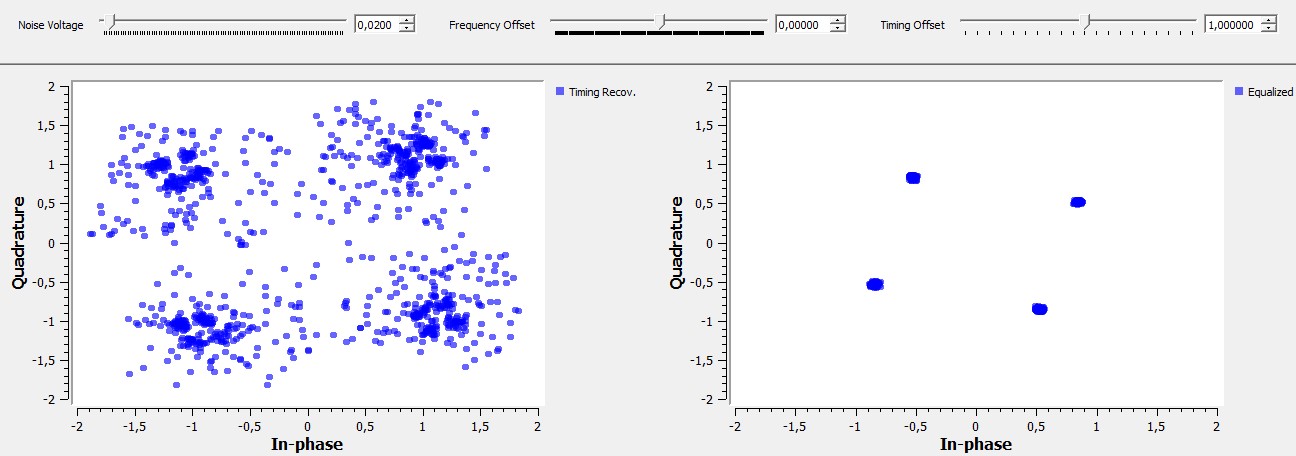 Noise Voltage 0,0200 Frequency Offset 0,00000 Timing Offset 1,000000
Timing Recov.
Equalized
2
1,5
1
0,5
0
-0,5
-1
-1,5
-2
Quadrature
-2 -1,5 -1 -0,5 0 0,5 1 1,5 2
In-phase
2
1,5
1
0,5
0
-0,5
-1
-1,5
-2
Quadrature
-2 -1,5 -1 -0,5 0 0,5 1 1,5 2
In-phase